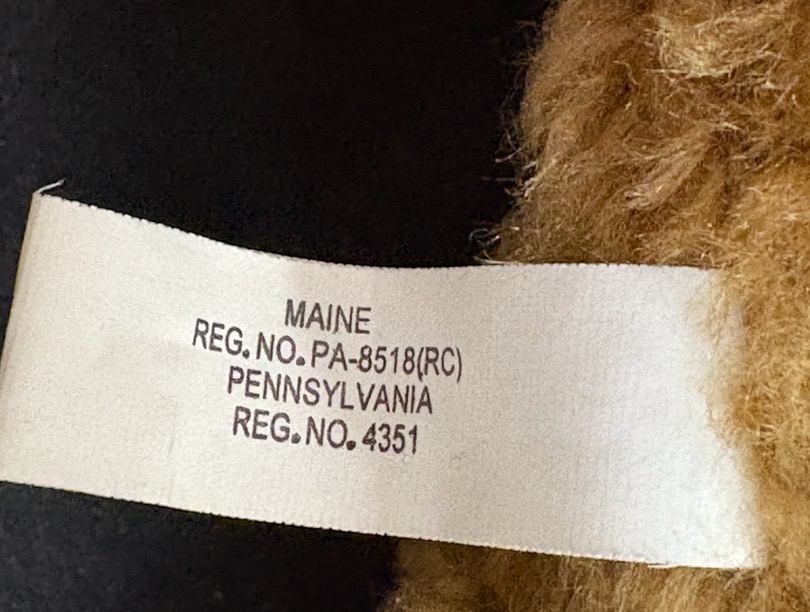 MAINE
REG. NO. PA-8518(RC)
PENNSYLVANIA
REG. NO. 4351